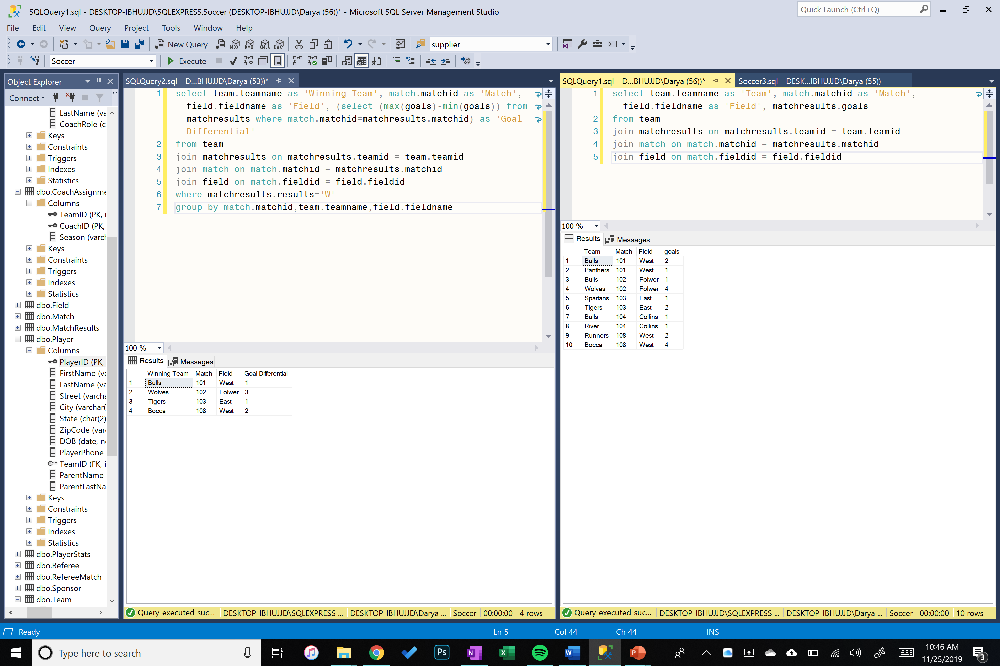 SQLQuery1.sql - DESKTOP-IBHUJJD\SQLEXPRESS.Soccer (DESKTOP-IBHUJJD\Darya (56))* - Microsoft SQL Server Management Studio
Quick Launch (Ctrl+Q)
File Edit View Query Project Tools Window Help
New Query MDX DMX XMLA DAX supplier
Soccer Execute
Object Explorer
Connect
LastName (va
CoachRole (c
Keys
Constraints
Triggers
Indexes
Statistics
dbo.CoachAssignme
Columns
TeamID (PK, i
CoachID (PK,
Season (varch
Keys
Constraints
Triggers
Indexes
Statistics
dbo.Field
dbo.Match
dbo.MatchResults
dbo.Player
Columns
PlayerID (PK,
FirstName (va
LastName (va
Street (varcha
City (varchar(
State (char(2)
ZipCode (varc
DOB (date, no
PlayerPhone
TeamID (FK, i
ParentName
ParentLastNa
Keys
Constraints
Triggers
Indexes
Statistics
dbo.PlayerStats
dbo.Referee
dbo.RefereeMatch
dbo.Sponsor
dbo.Team
SQLQuery2.sql - D...BHUJJD\Darya (53))*
1 select team.teamname as 'Winning Team', match.matchid as 'Match',
field.fieldname as 'Field', (select (max(goals)-min(goals)) from
matchresults where match.matchid=matchresults.matchid) as 'Goal
Differential'
2 from team
3 join matchresults on matchresults.teamid = team.teamid
4 join match on match.matchid = matchresults.matchid
5 join field on match.fieldid = field.fieldid
6 where matchresults.results='W'
7 group by match.matchid,team.teamname,field.fieldname
100 %
Results Messages
Winning Team Match Field Goal Differential
1 Bulls 101 West 1
2 Wolves 102 Folwer 3
3 Tigers 103 East 1
4 Bocca 108 West 2
Query executed suc... DESKTOP-IBHUJJD\SQLEXPRESS ... DESKTOP-IBHUJJD\Darya ... Soccer 00:00:00 4 rows
SQLQuery1.sql - D...BHUJJD\Darya (56))* Soccer3.sql - DESK...IBHUJJD\Darya (55))
1 select team.teamname as 'Team', match.matchid as 'Match',
field.fieldname as 'Field', matchresults.goals
2 from team
3 join matchresults on matchresults.teamid = team.teamid
4 join match on match.matchid = matchresults.matchid
5 join field on match.fieldid = field.fieldid
100 %
Results Messages
Team Match Field goals
1 Bulls 101 West 2
2 Panthers 101 West 1
3 Bulls 102 Folwer 1
4 Wolves 102 Folwer 4
5 Spartans 103 East 1
6 Tigers 103 East 2
7 Bulls 104 Collins 1
8 River 104 Collins 1
9 Runners 108 West 2
10 Bocca 108 West 4
Query executed suc... DESKTOP-IBHUJJD\SQLEXPRESS ... DESKTOP-IBHUJJD\Darya ... Soccer 00:00:00 10 rows
Ready Ln 5 Col 44 Ch 44 INS
Type here to search
Ps N X W P
10:46 AM
11/25/2019
3